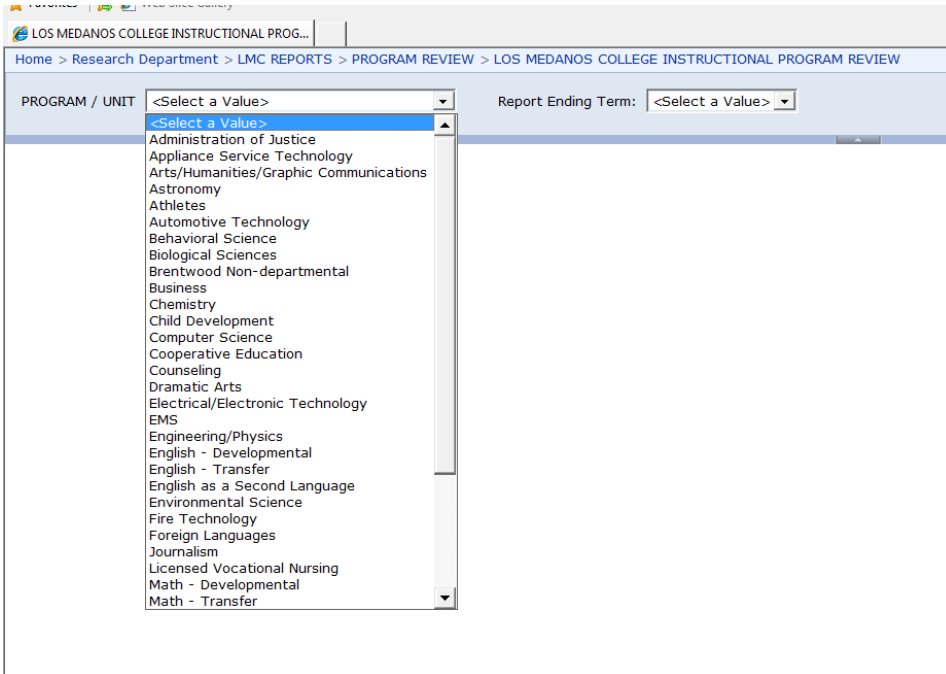 Favorites
Web Slice Gallery
LOS MEDANOS COLLEGE INSTRUCTIONAL PROG...
Home > Research Department > LMC REPORTS > PROGRAM REVIEW > LOS MEDANOS COLLEGE INSTRUCTIONAL PROGRAM REVIEW
PROGRAM / UNIT <Select a Value> Report Ending Term: <Select a Value>
<Select a Value>
Administration of Justice
Appliance Service Technology
Arts/Humanities/Graphic Communications
Astronomy
Athletes
Automotive Technology
Behavioral Science
Biological Sciences
Brentwood Non-departmental
Business
Chemistry
Child Development
Computer Science
Cooperative Education
Counseling
Dramatic Arts
Electrical/Electronic Technology
EMS
Engineering/Physics
English - Developmental
English - Transfer
English as a Second Language
Environmental Science
Fire Technology
Foreign Languages
Journalism
Licensed Vocational Nursing
Math - Developmental
Math - Transfer